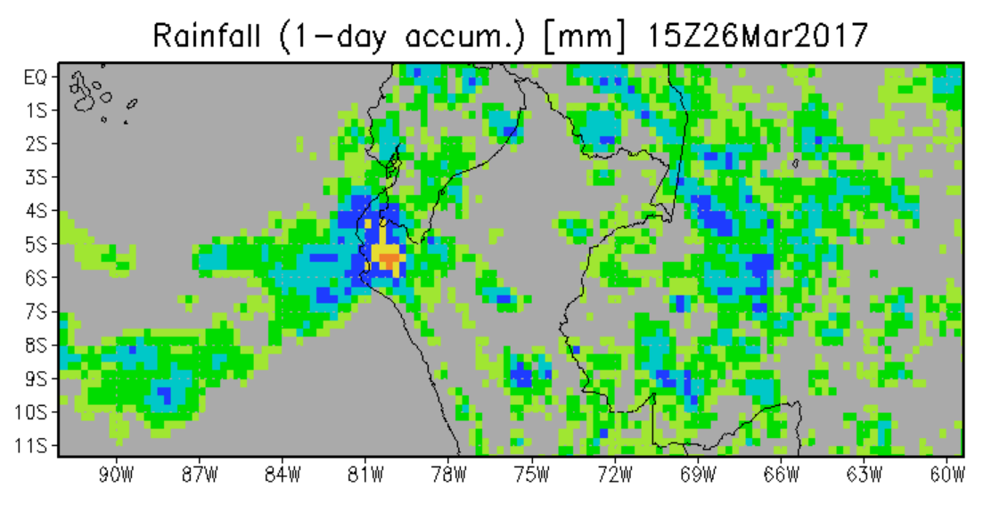 Rainfall (1-day accum.) [mm] 15Z26Mar2017
EQ
1S
2S
3S
4S
5S
6S
7S
8S
9S
10S
11S
90W 87W 84W 81W 78W 75W 72W 69W 66W 63W 60W